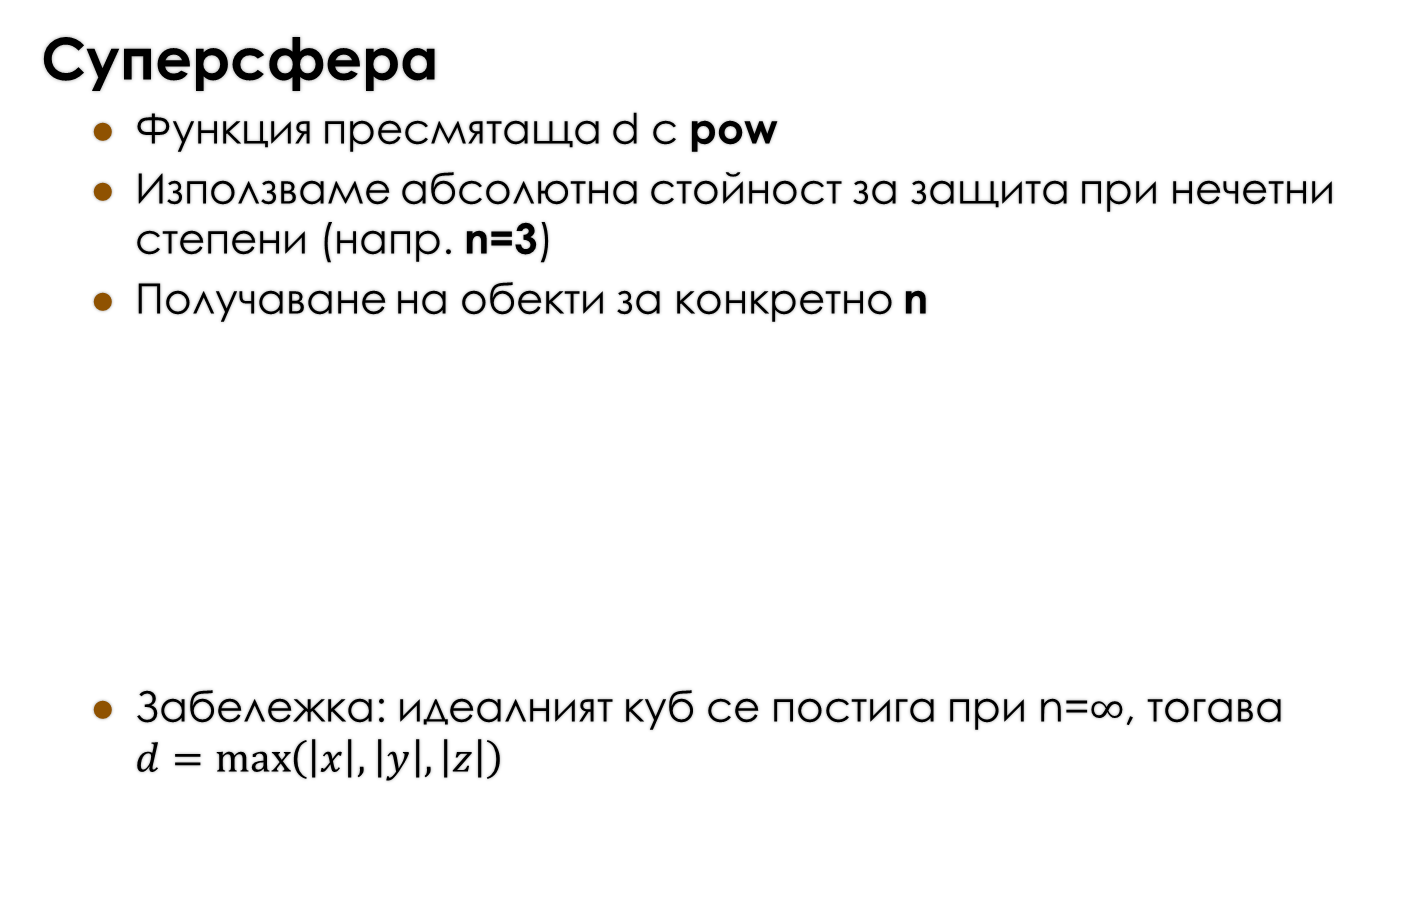 Суперсфера
● Функция пресмятаща d с pow
● Използваме абсолютна стойност за защита при нечетни
степени (напр. n=3)
● Получаване на обекти за конкретно n
● Забележка: идеалният куб се постига при n=∞, тогава
d = max(|x|, |y|, |z|)